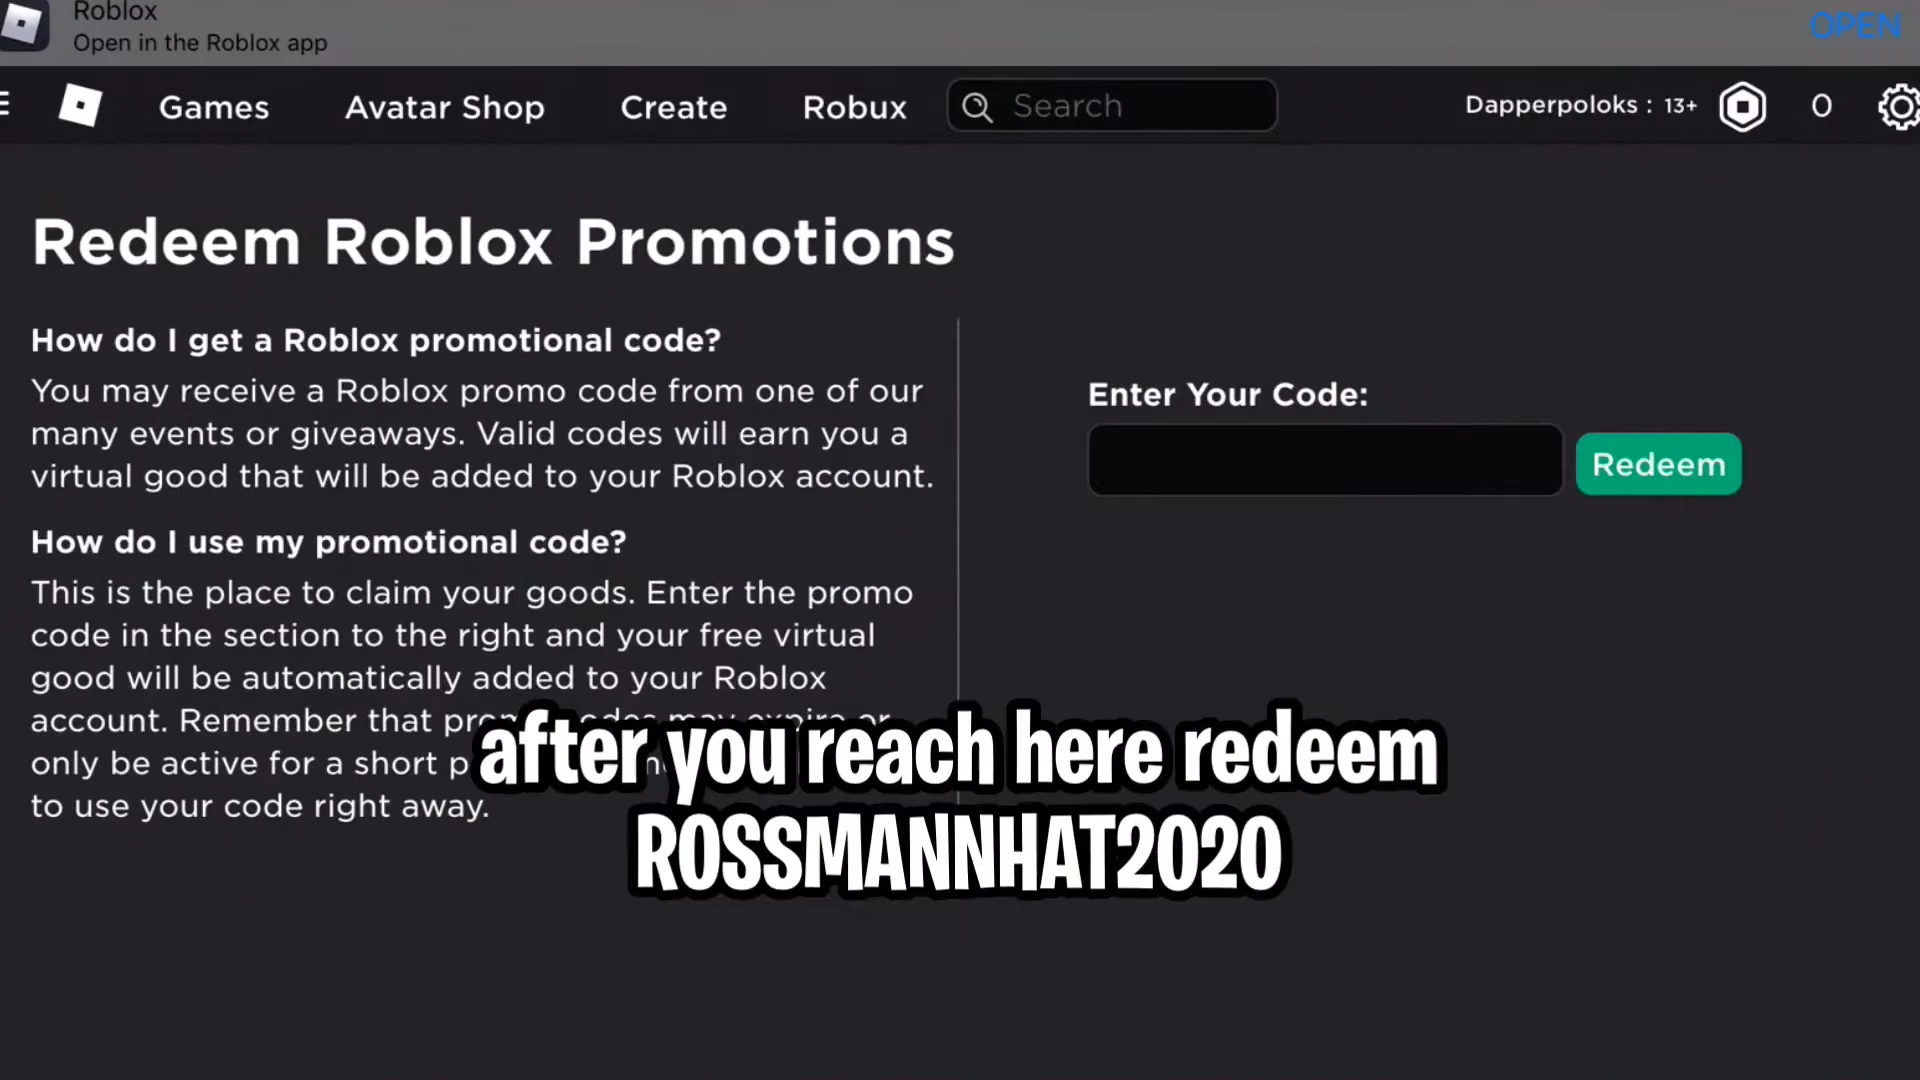 Roblox
Open in the Roblox app
OPEN
Games
Avatar Shop
Create
Robux
Search
Dapperpoloks : 13+
0
Redeem Roblox Promotions
How do I get a Roblox promotional code?
You may receive a Roblox promo code from one of our
many events or giveaways. Valid codes will earn you a
virtual good that will be added to your Roblox account.
How do I use my promotional code?
This is the place to claim your goods. Enter the promo
code in the section to the right and your free virtual
good will be automatically added to your Roblox
account. Remember that promo codes may expire or
only be active for a short
to use your code right away.
Enter Your Code:
Redeem
after you reach here redeem
ROSSMANNHAT2020